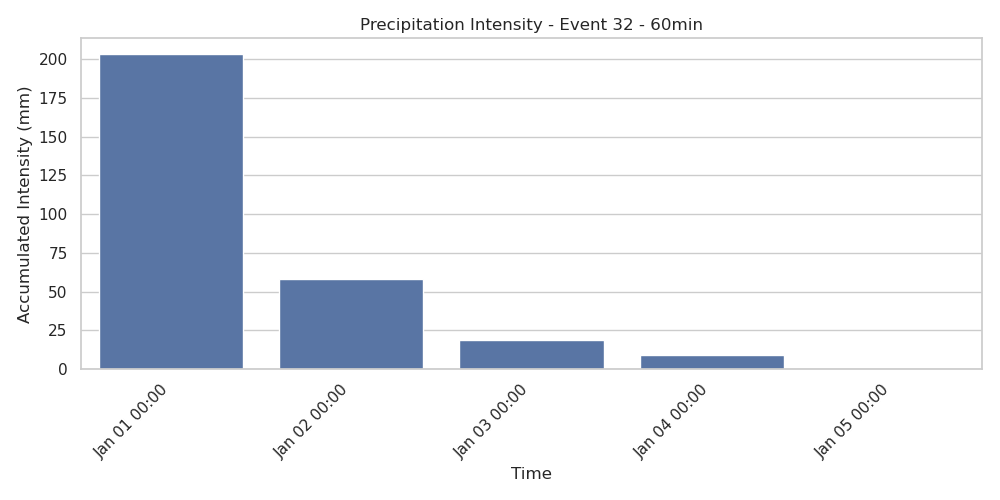 Precipitation Intensity - Event 32 - 60min
Accumulated Intensity (mm)
200
175
150
125
100
75
50
25
0
Jan 01 00:00
Jan 02 00:00
Jan 03 00:00
Jan 04 00:00
Jan 05 00:00
Time